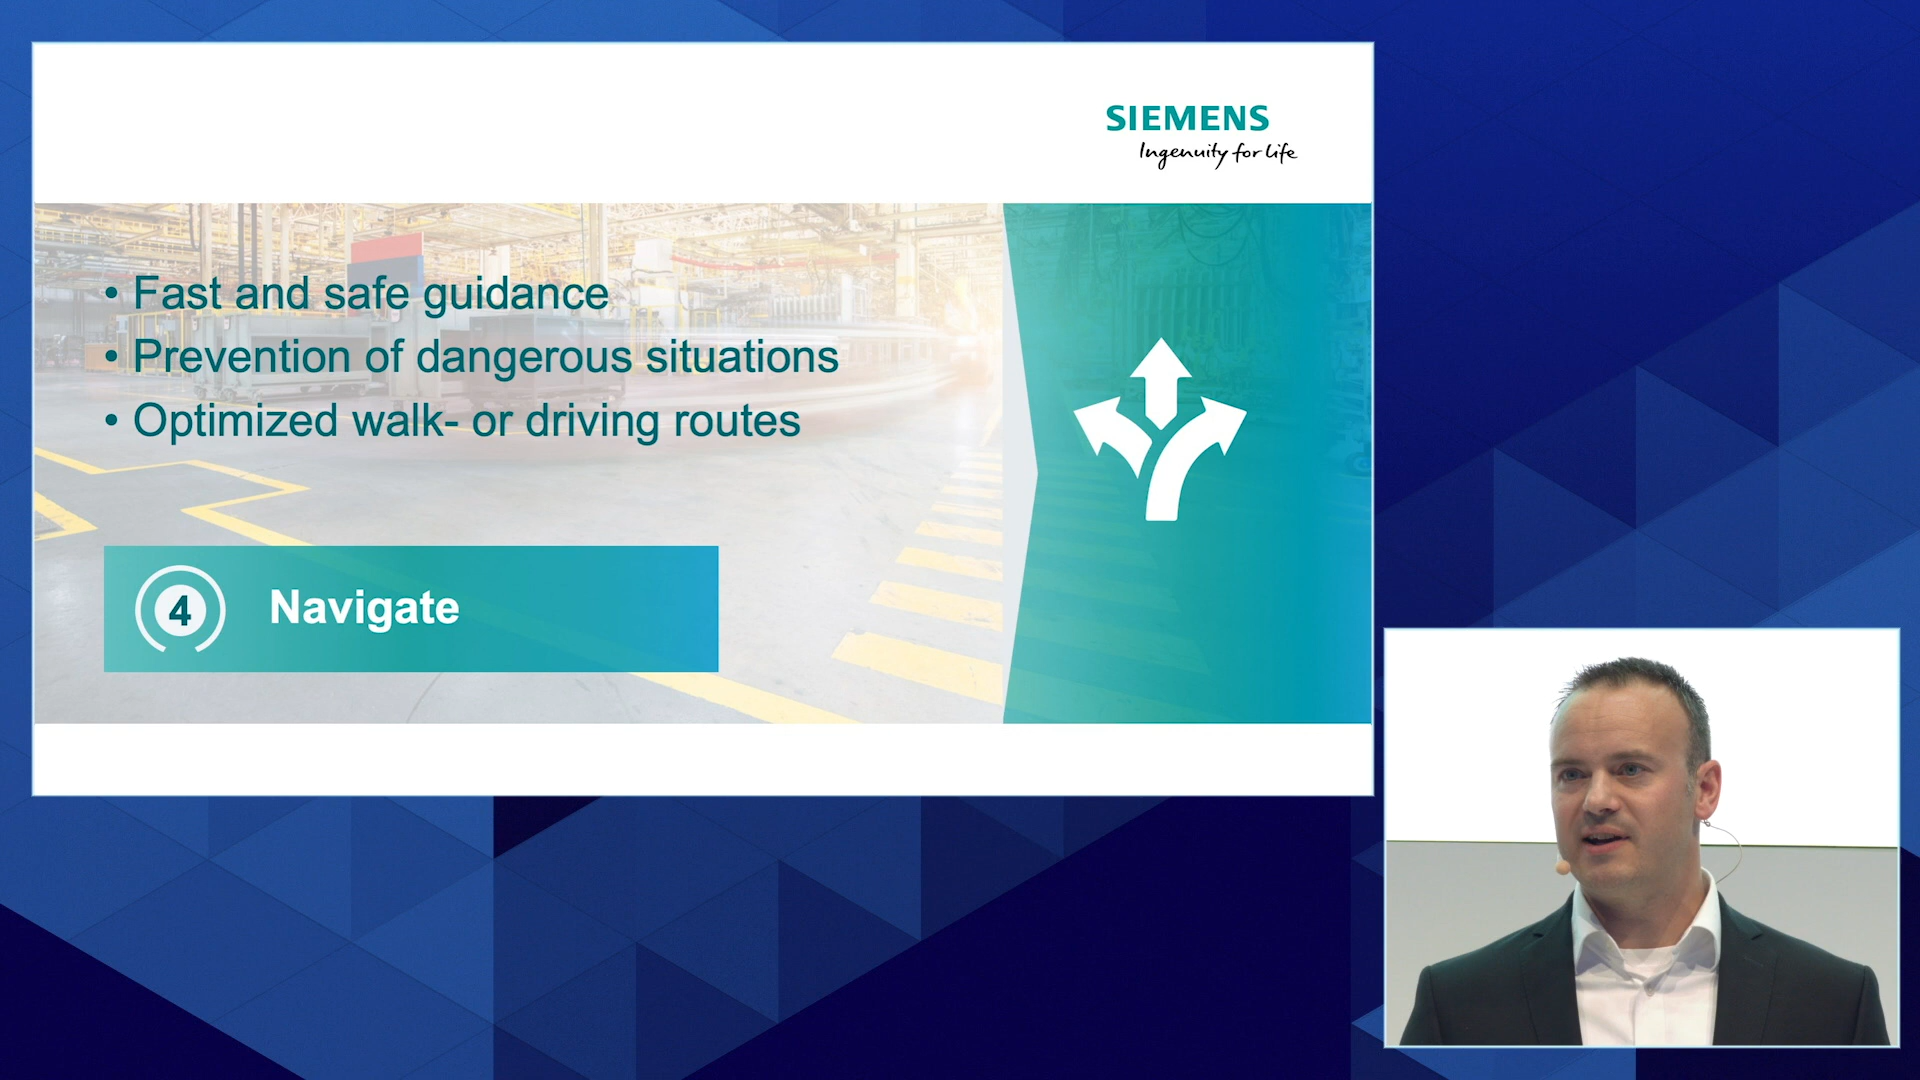 SIEMENS
Ingenuity for life
• Fast and safe guidance
• Prevention of dangerous situations
• Optimized walk- or driving routes
4 Navigate